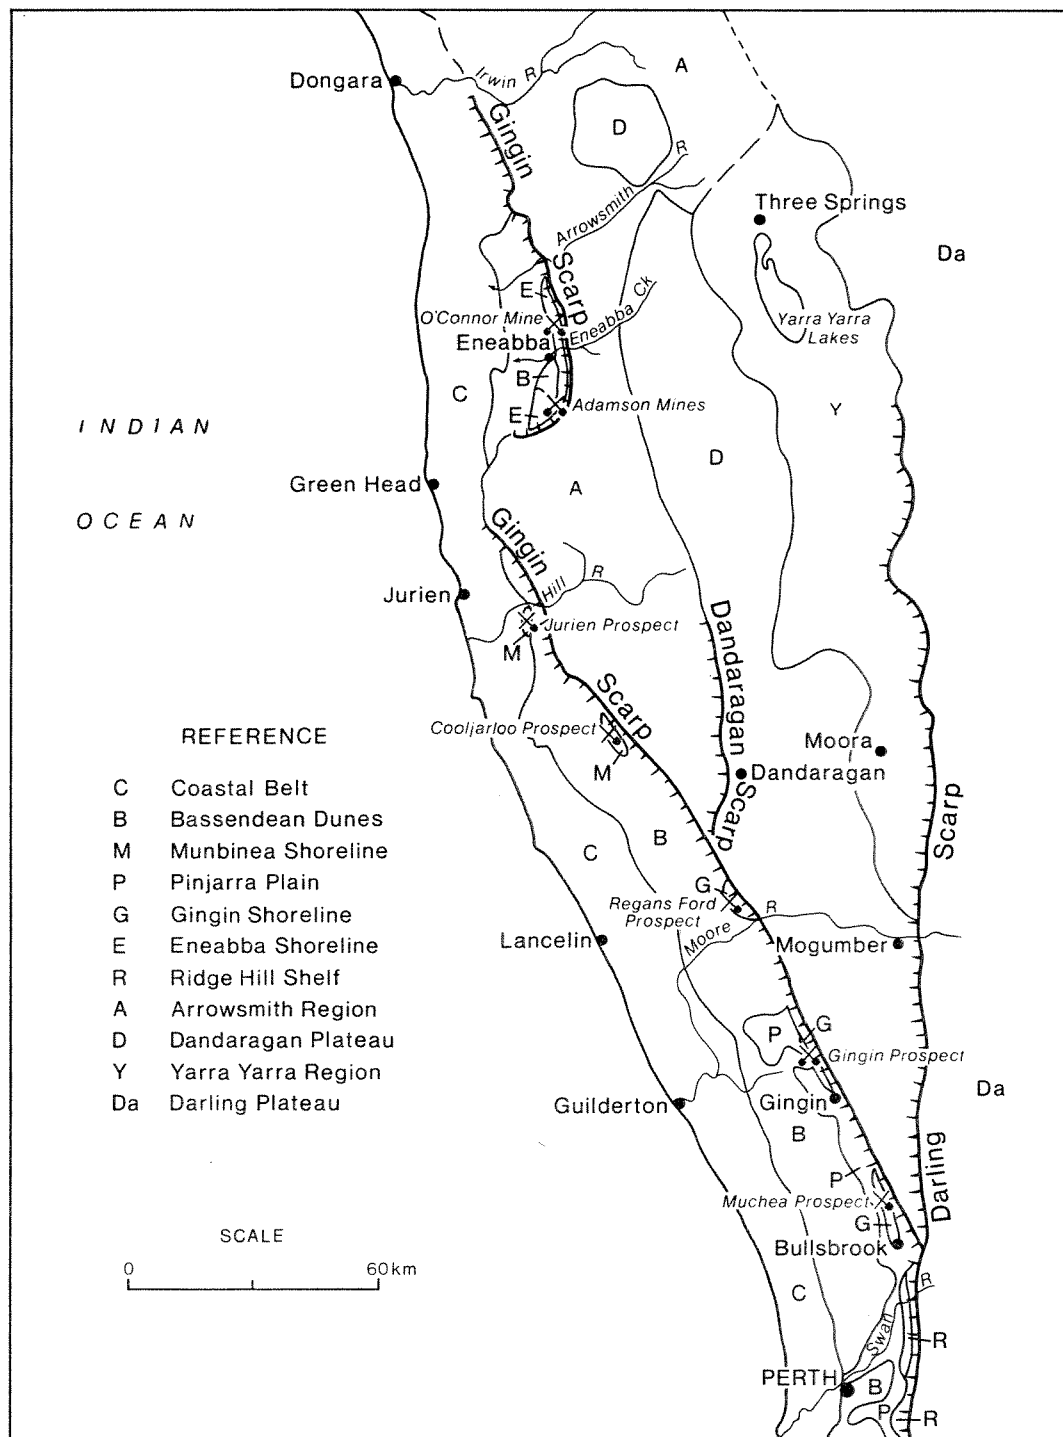 Dongara
Irwin R
A
Gingin
D
R
Arrowsmith
Three Springs
Da
Scarp
E
O'Connor Mine
Eneabba Ck
Eneabba
Yarra Yarra
Lakes
B
C
E
Adamson Mines
Y
INDIAN
D
Green Head
A
OCEAN
Gingin
Hill
R
Jurien
Jurien Prospect
M
Dandaragan
Scarp
Scarp
Cooljarloo Prospect
M
Moora
Dandaragan
Scarp
REFERENCE
C Coastal Belt
B Bassendean Dunes
M Munbinea Shoreline
P Pinjarra Plain
G Gingin Shoreline
E Eneabba Shoreline
R Ridge Hill Shelf
A Arrowsmith Region
D Dandaragan Plateau
Y Yarra Yarra Region
Da Darling Plateau
B
C
G
Regans Ford
Prospect
R
Moore
Lancelin
Mogumber
P
G
Gingin Prospect
Da
Guilderton
Gingin
B
Darling
P
Muchea Prospect
G
Bullsbrook
SCALE
0 60km
C
R
Swan
R
PERTH
B
P
R